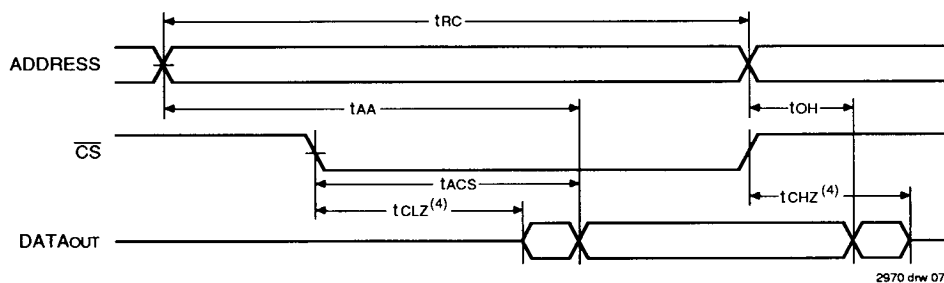 tRC
ADDRESS
tAA
tOH
CS
tACS
tCLZ(4)
tCHZ(4)
DATAOUT
2970 drw 07